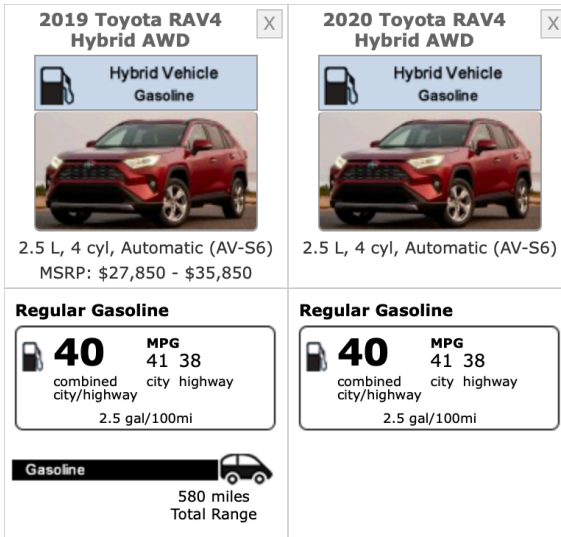 2019 Toyota RAV4
Hybrid AWD
X
Hybrid Vehicle
Gasoline
2.5 L, 4 cyl, Automatic (AV-S6)
MSRP: $27,850 - $35,850
Regular Gasoline
40
combined
city/highway
MPG
41 38
city highway
2.5 gal/100mi
Gasoline
580 miles
Total Range
2020 Toyota RAV4
Hybrid AWD
X
Hybrid Vehicle
Gasoline
2.5 L, 4 cyl, Automatic (AV-S6)
Regular Gasoline
40
combined
city/highway
MPG
41 38
city highway
2.5 gal/100mi